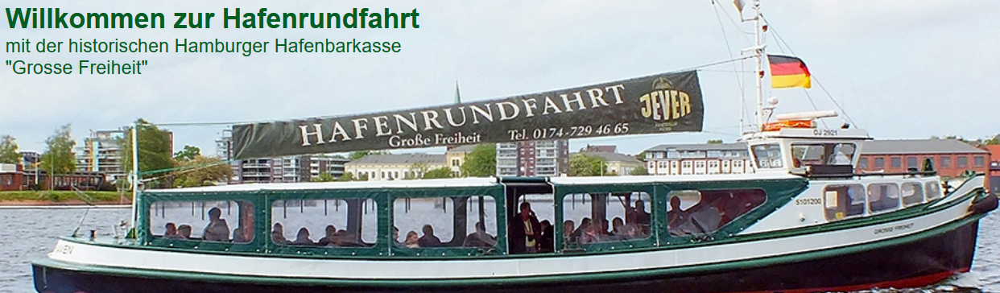 Willkommen zur Hafenrundfahrt
mit der historischen Hamburger Hafenbarkasse
"Grosse Freiheit"
HAFENRUNDFAHRT
Große Freiheit Tel. 0174-729 46 65
JEVER
DJ 2921
5101200
GROSSE FREIHEIT